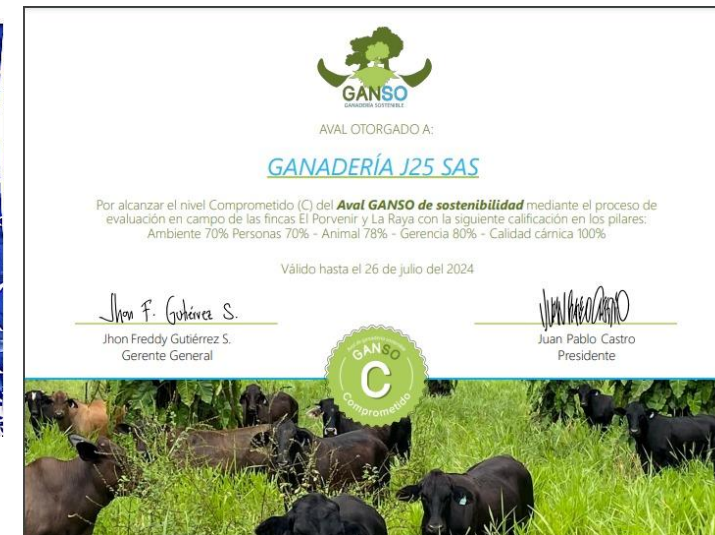 GANSO
GANADERÍA SOSTENIBLE
AVAL OTORGADO A:
GANADERÍA J25 SAS
Por alcanzar el nivel Comprometido (C) del Aval GANSO de sostenibilidad mediante el proceso de
evaluación en campo de las fincas El Porvenir y La Raya con la siguiente calificación en los pilares:
Ambiente 70% Personas 70% - Animal 78% - Gerencia 80% - Calidad cárnica 100%
Válido hasta el 26 de julio del 2024
Jhon F. Gutiérrez S.
Jhon Freddy Gutiérrez S.
Gerente General
Juan Pablo Castro
Presidente
GANSO
C
Comprometido